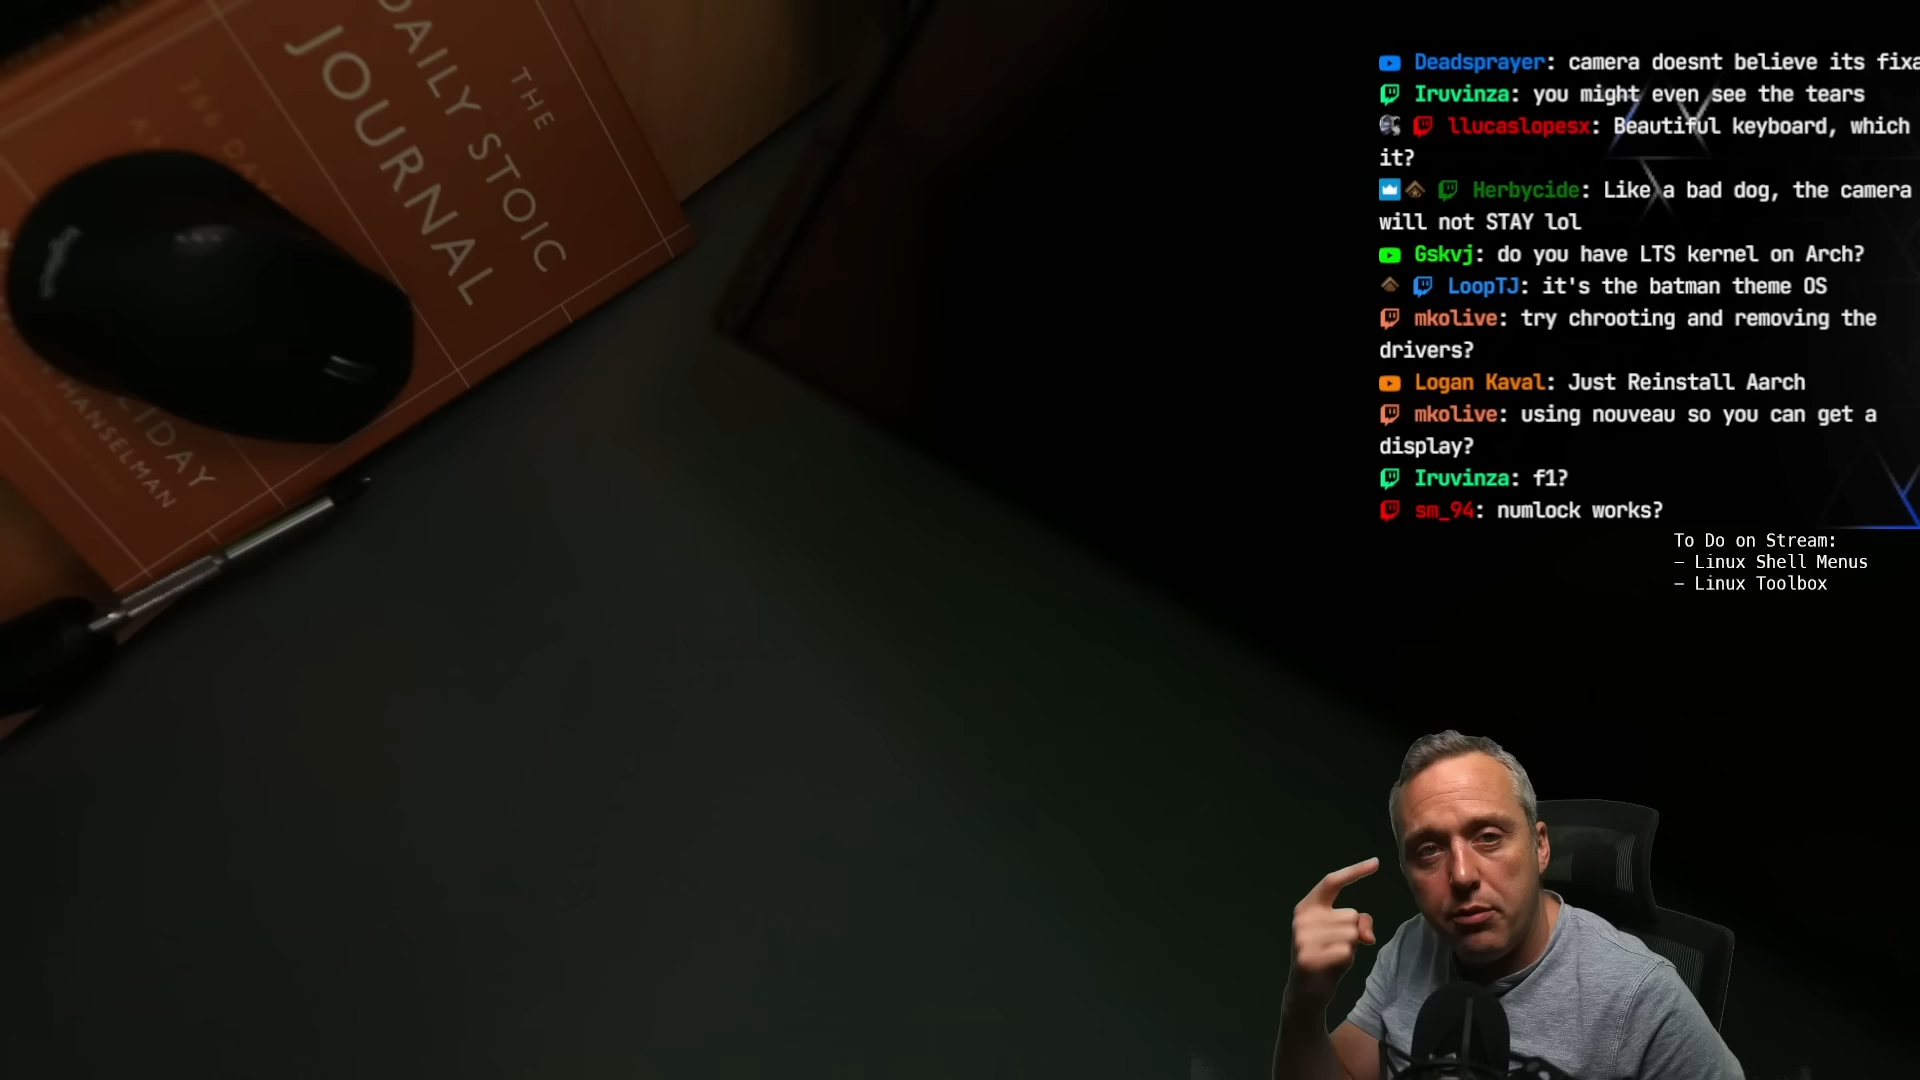 THE
DAILY STOIC
JOURNAL
366 DAY
HANSELMAN
Deadsprayer: camera doesnt believe its fixa
Iruvinza: you might even see the tears
llucaslopesx: Beautiful keyboard, which
it?
Herbycide: Like a bad dog, the camera
will not STAY lol
Gskvj: do you have LTS kernel on Arch?
LoopTJ: it's the batman theme OS
mkolive: try chrooting and removing the
drivers?
Logan Kaval: Just Reinstall Aarch
mkolive: using nouveau so you can get a
display?
Iruvinza: f1?
sm_94: numlock works?
To Do on Stream:
- Linux Shell Menus
- Linux Toolbox